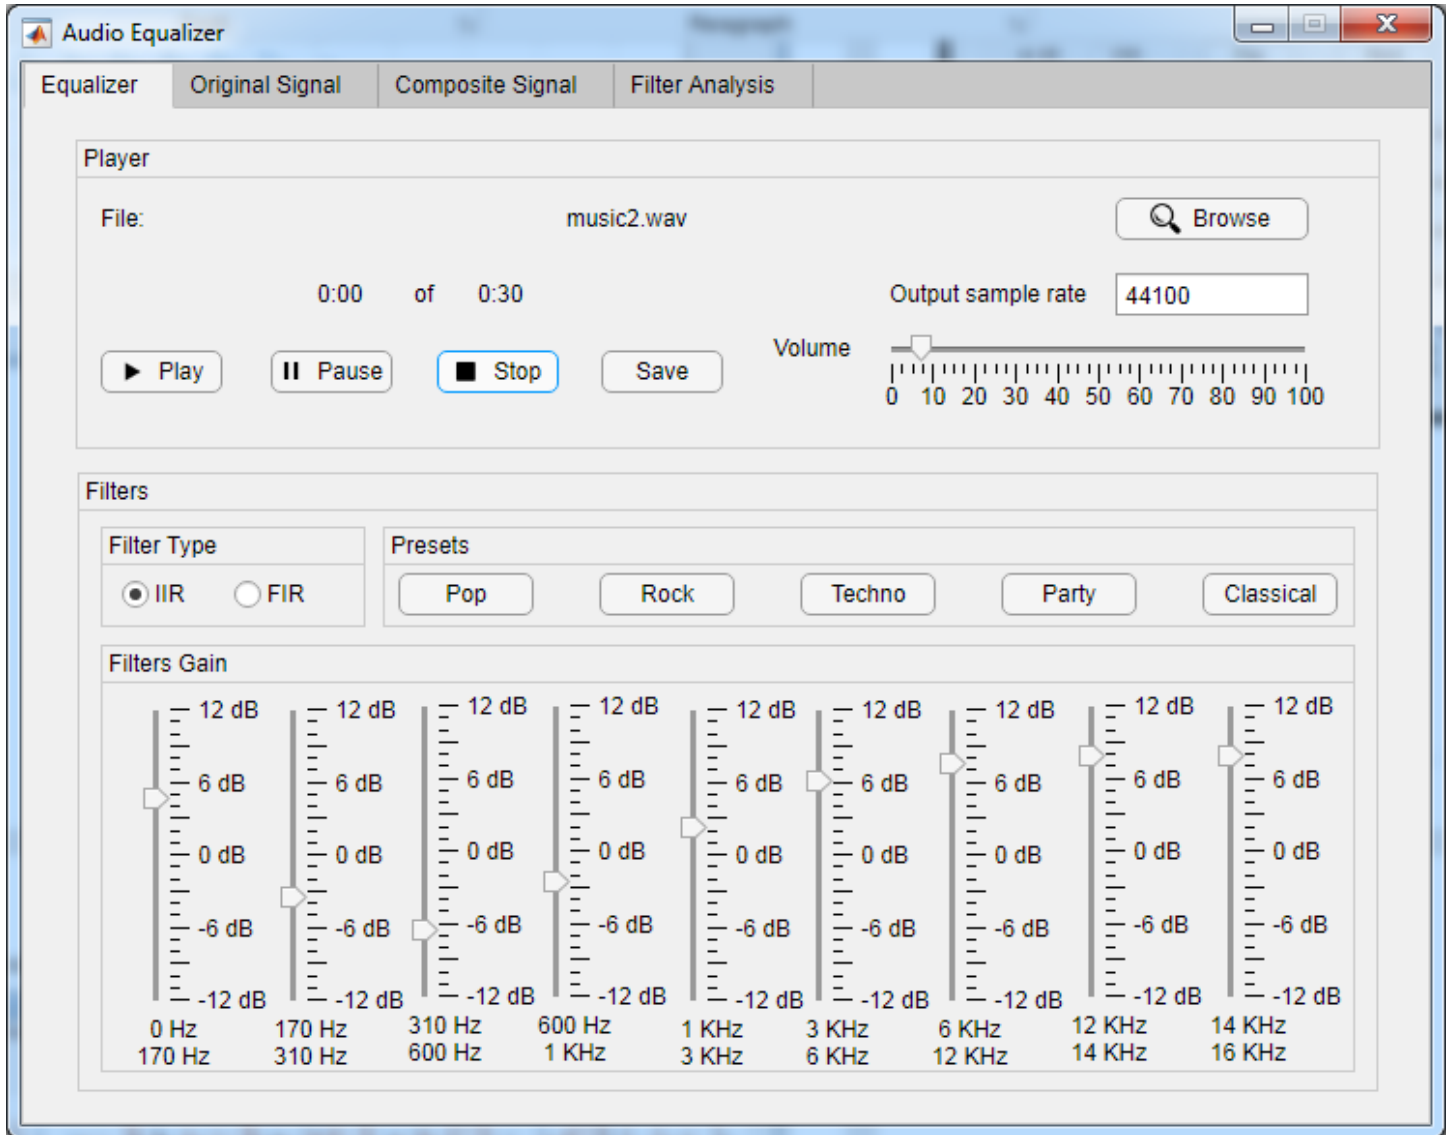 Audio Equalizer
Equalizer Original Signal Composite Signal Filter Analysis
Player
File: music2.wav Browse
0:00 of 0:30 Output sample rate 44100
Volume
Play Pause Stop Save
0 10 20 30 40 50 60 70 80 90 100
Filters
Filter Type Presets
IIR FIR Pop Rock Techno Party Classical
Filters Gain
12 dB 12 dB 12 dB 12 dB 12 dB 12 dB 12 dB 12 dB 12 dB
6 dB 6 dB 6 dB 6 dB 6 dB 6 dB 6 dB 6 dB 6 dB
0 dB 0 dB 0 dB 0 dB 0 dB 0 dB 0 dB 0 dB 0 dB
-6 dB -6 dB -6 dB -6 dB -6 dB -6 dB -6 dB -6 dB -6 dB
-12 dB -12 dB -12 dB -12 dB -12 dB -12 dB -12 dB -12 dB -12 dB
0 Hz 170 Hz 310 Hz 600 Hz 1 KHz 3 KHz 6 KHz 12 KHz 14 KHz
170 Hz 310 Hz 600 Hz 1 KHz 3 KHz 6 KHz 12 KHz 14 KHz 16 KHz